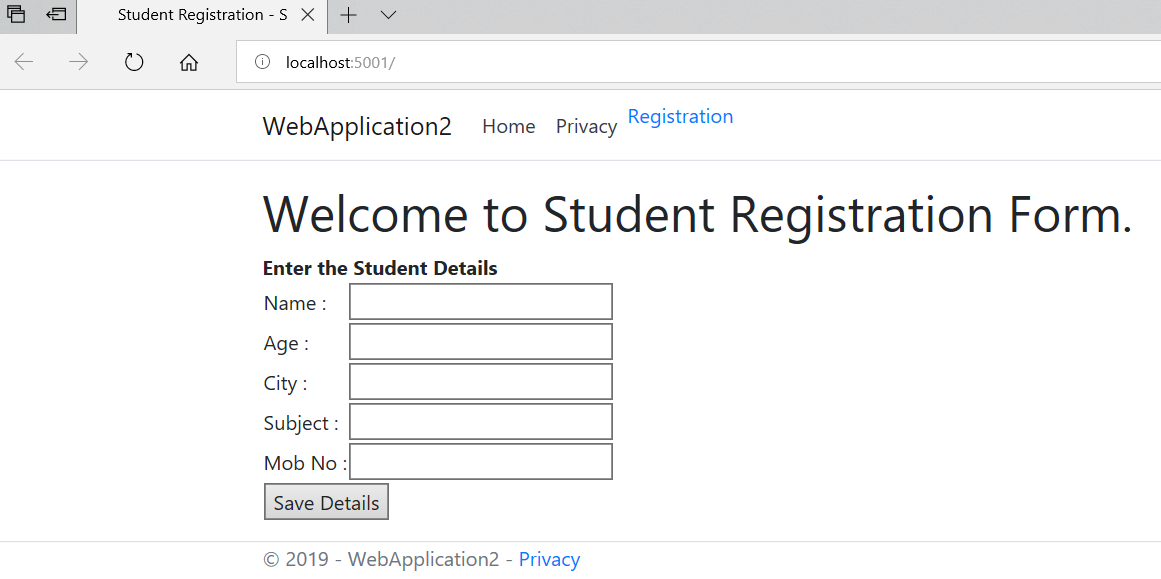 Student Registration - S
localhost:5001/
WebApplication2 Home Privacy Registration
Welcome to Student Registration Form.
Enter the Student Details
Name :
Age :
City :
Subject :
Mob No :
Save Details
© 2019 - WebApplication2 - Privacy